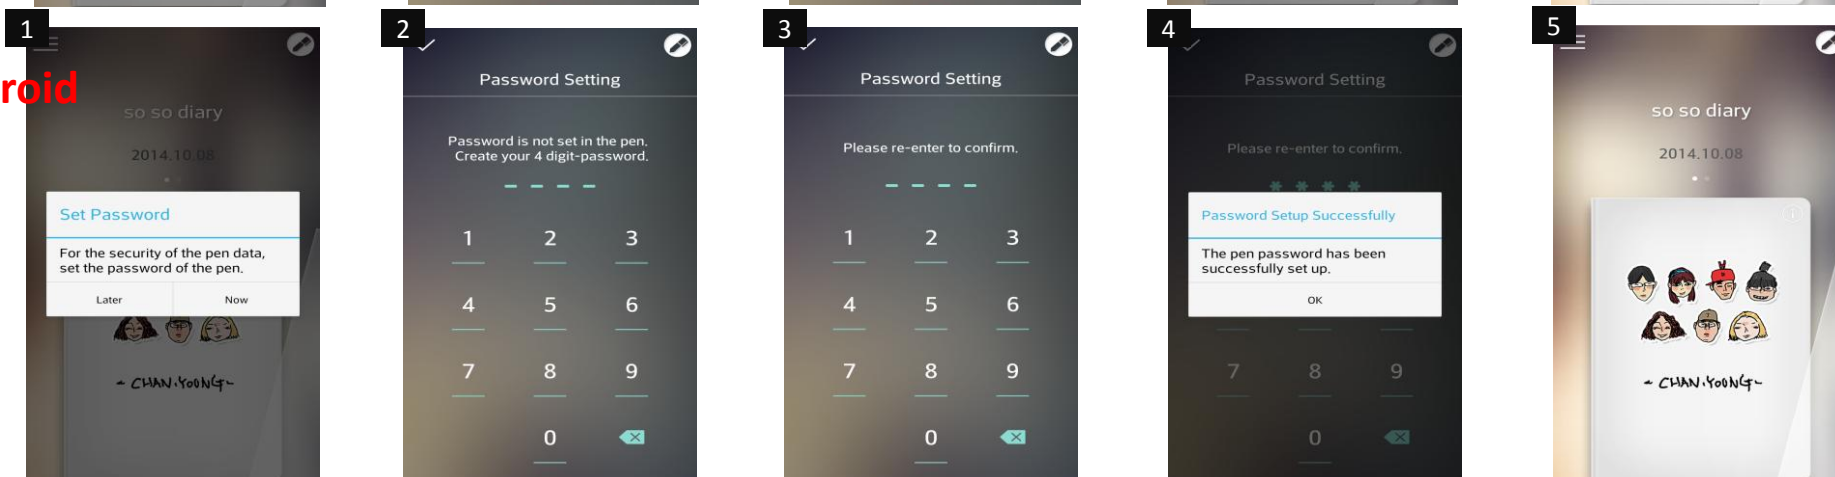 1
so so diary
2014.10.08
Set Password
For the security of the pen data,
set the password of the pen.
Later
Now
- CHAN.YOONG-
2
Password Setting
Password is not set in the pen.
Create your 4 digit-password.
1 2 3
4 5 6
7 8 9
0
3
Password Setting
Please re-enter to confirm.
1 2 3
4 5 6
7 8 9
0
4
Password Setting
Please re-enter to confirm.
* * * *
Password Setup Successfully
The pen password has been
successfully set up.
OK
7 8 9
0
5
so so diary
2014.10.08
- CHAN.YOONG-
roid